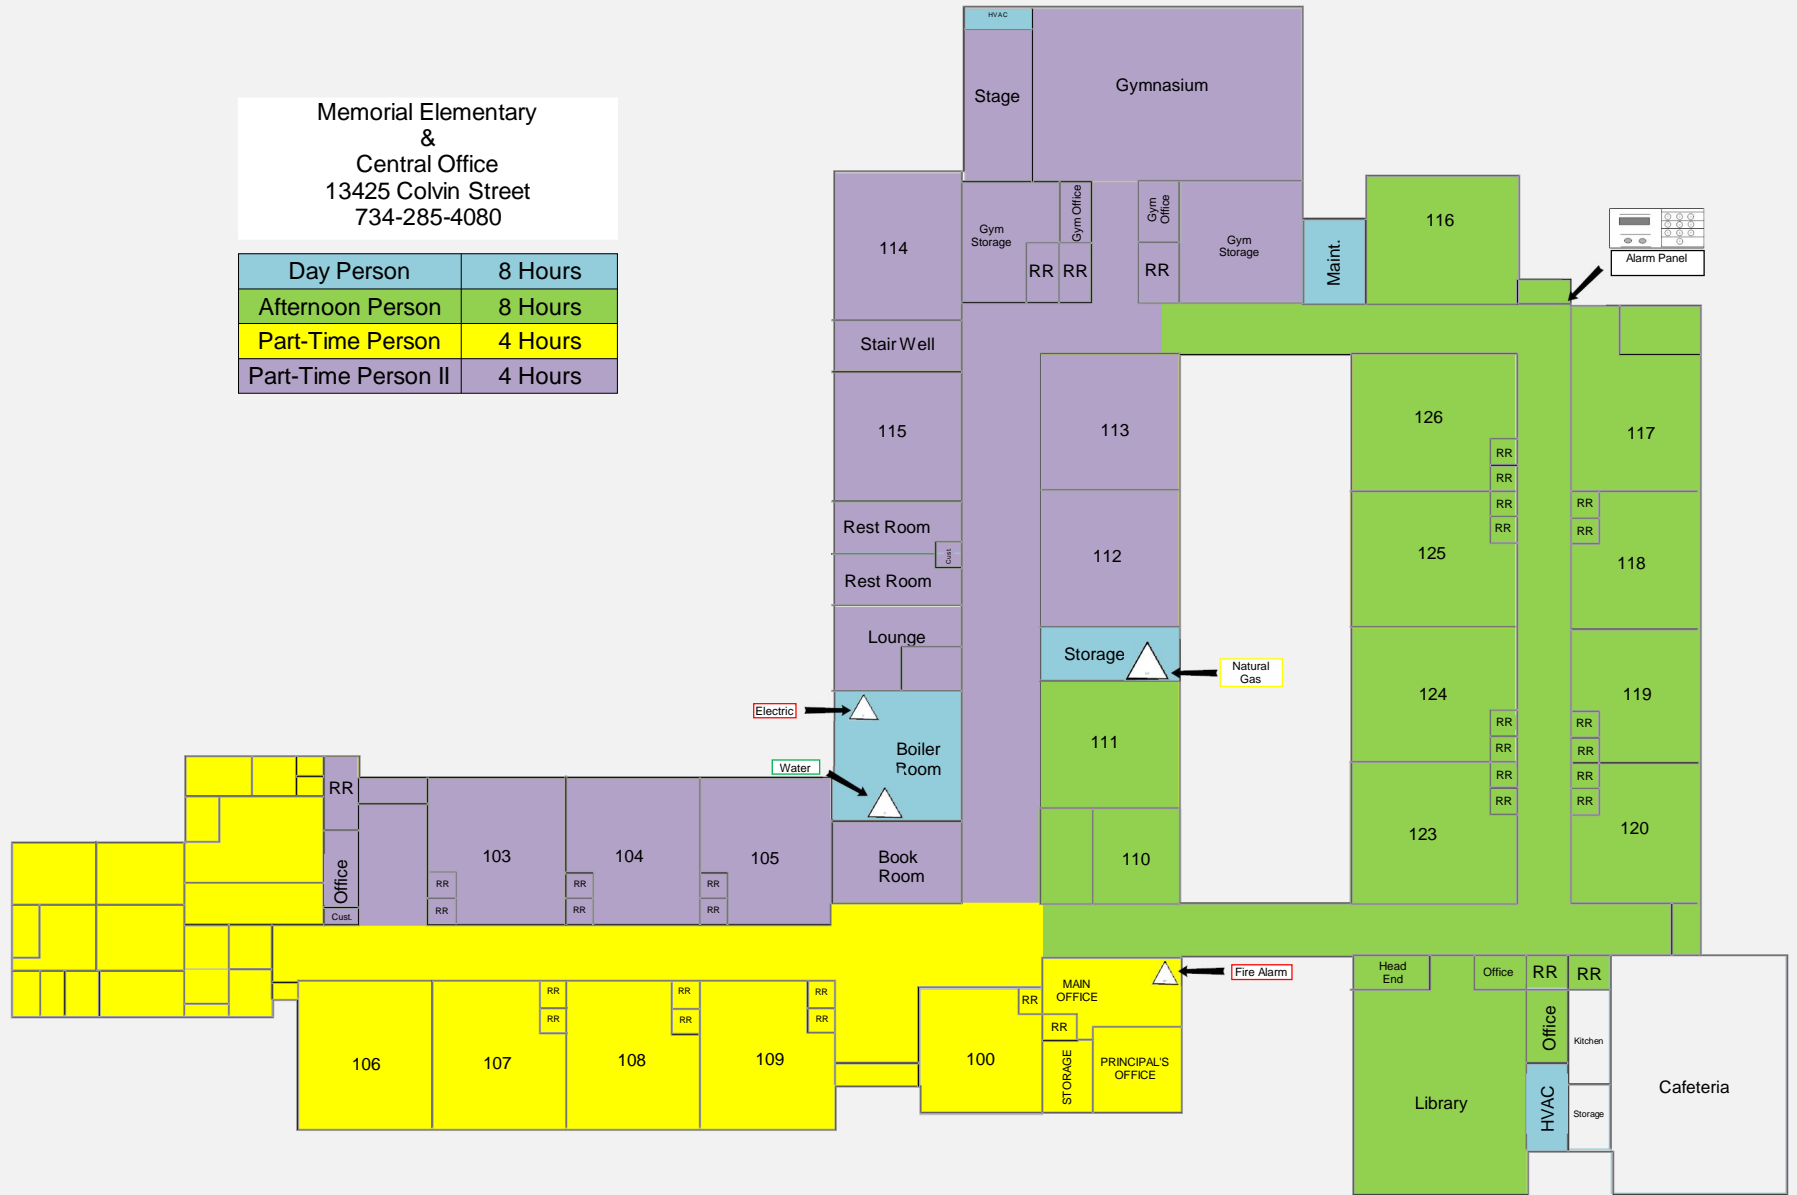 Memorial Elementary
&
Central Office
13425 Colvin Street
734-285-4080
Day Person 8 Hours
Afternoon Person 8 Hours
Part-Time Person 4 Hours
Part-Time Person II 4 Hours
HVAC
Stage
Gymnasium
114
Gym
Storage
Gym Office
RR
RR
Gym
Office
RR
Gym
Storage
Maint.
116
Alarm Panel
Stair Well
115
113
126
RR
RR
117
Rest Room
Cust.
Rest Room
112
125
RR
RR
RR
RR
118
Lounge
Storage
Natural
Gas
124
RR
RR
119
RR
RR
Electric
Boiler
Room
Water
111
123
RR
RR
RR
RR
120
RR
Office
Cust.
103
RR
RR
104
RR
RR
105
RR
RR
Book
Room
110
106
107
RR
RR
108
RR
RR
109
RR
RR
100
RR
MAIN
OFFICE
RR
STORAGE
PRINCIPAL'S
OFFICE
Fire Alarm
Head
End
Office
RR
RR
Office
Kitchen
Library
HVAC
Storage
Cafeteria